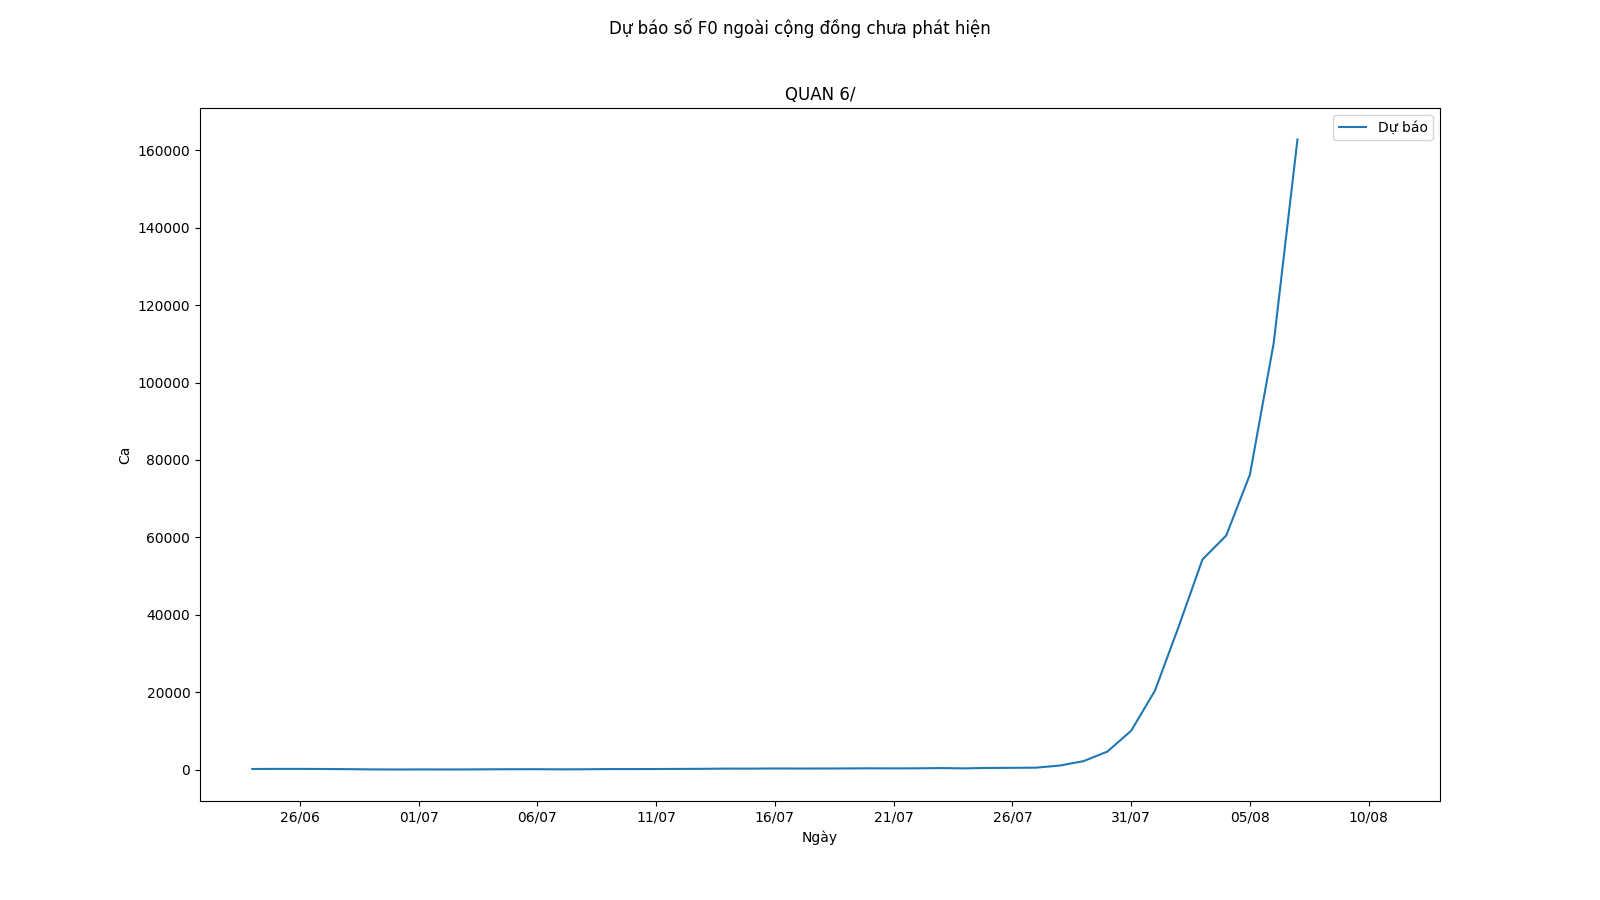 Dự báo số F0 ngoài cộng đồng chưa phát hiện
QUAN 6/
Dự báo
160000
140000
120000
100000
80000
60000
40000
20000
0
Ca
26/06 01/07 06/07 11/07 16/07 21/07 26/07 31/07 05/08 10/08
Ngày